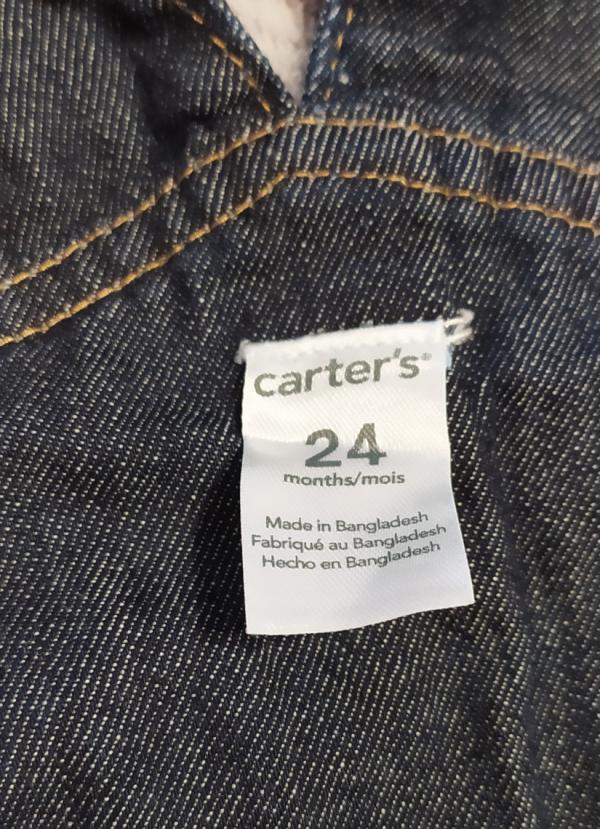 carter's®
24
months/mois
Made in Bangladesh
Fabriqué au Bangladesh
Hecho en Bangladesh